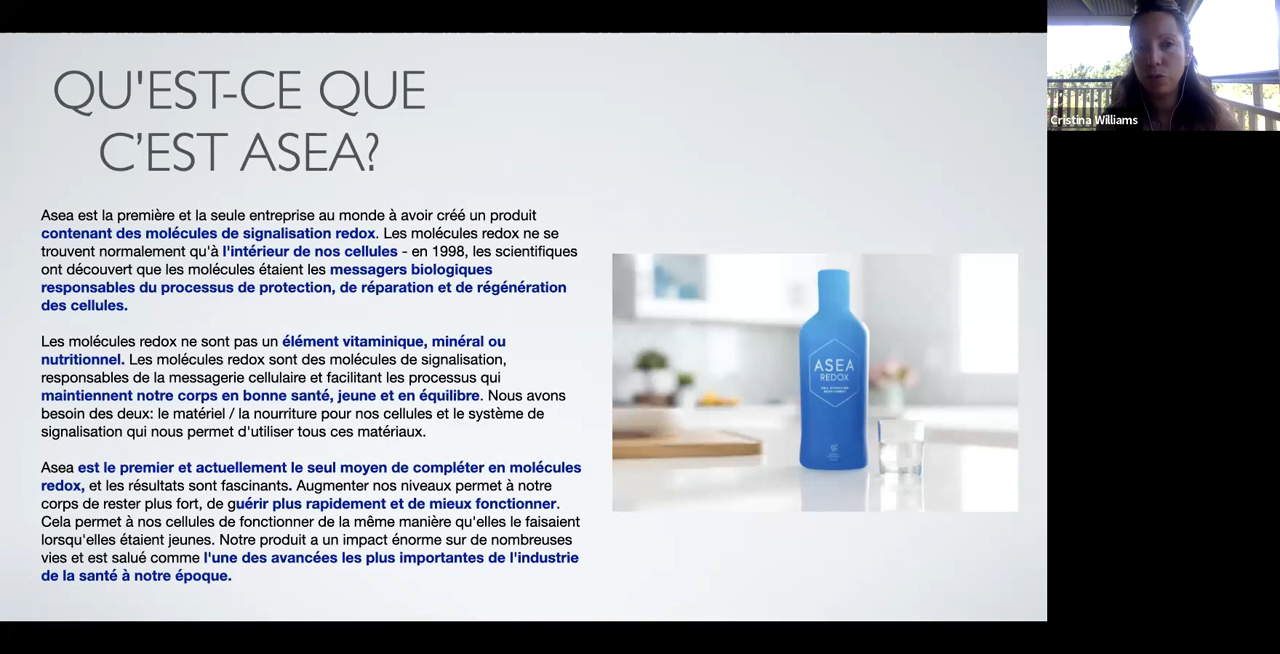 QU'EST-CE QUE
C’EST ASEA?
Asea est la première et la seule entreprise au monde à avoir créé un produit
contenant des molécules de signalisation redox. Les molécules redox ne se
trouvent normalement qu'à l'intérieur de nos cellules - en 1998, les scientifiques
ont découvert que les molécules étaient les messagers biologiques
responsables du processus de protection, de réparation et de régénération
des cellules.
Les molécules redox ne sont pas un élément vitaminique, minéral ou
nutritionnel. Les molécules redox sont des molécules de signalisation,
responsables de la messagerie cellulaire et facilitant les processus qui
maintiennent notre corps en bonne santé, jeune et en équilibre. Nous avons
besoin des deux: le matériel / la nourriture pour nos cellules et le système de
signalisation qui nous permet d'utiliser tous ces matériaux.
Asea est le premier et actuellement le seul moyen de compléter en molécules
redox, et les résultats sont fascinants. Augmenter nos niveaux permet à notre
corps de rester plus fort, de guérir plus rapidement et de mieux fonctionner.
Cela permet à nos cellules de fonctionner de la même manière qu'elles le faisaient
lorsqu'elles étaient jeunes. Notre produit a un impact énorme sur de nombreuses
vies et est salué comme l'une des avancées les plus importantes de l'industrie
de la santé à notre époque.
ASEA
REDOX
Cristina Williams